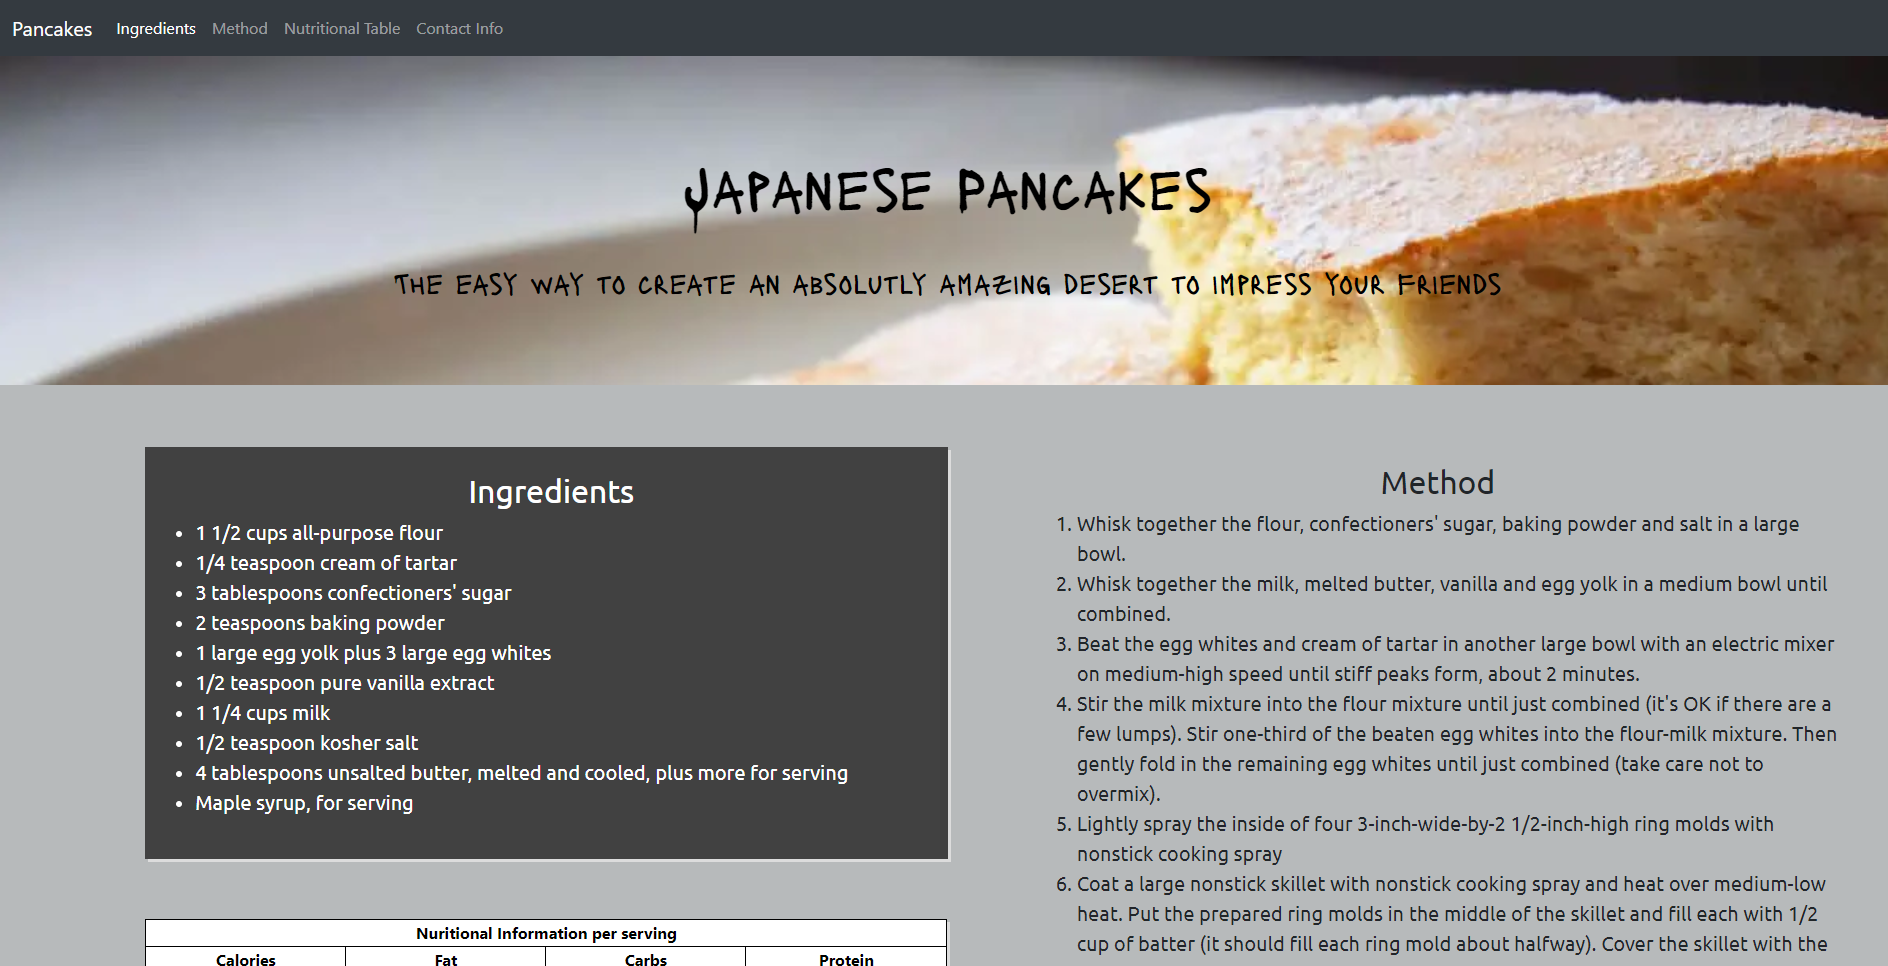 Pancakes Ingredients Method Nutritional Table Contact Info
JAPANESE PANCAKES
THE EASY WAY TO CREATE AN ABSOLUTLY AMAZING DESERT TO IMPRESS YOUR FRIENDS
Ingredients
• 1 1/2 cups all-purpose flour
• 1/4 teaspoon cream of tartar
• 3 tablespoons confectioners' sugar
• 2 teaspoons baking powder
• 1 large egg yolk plus 3 large egg whites
• 1/2 teaspoon pure vanilla extract
• 1 1/4 cups milk
• 1/2 teaspoon kosher salt
• 4 tablespoons unsalted butter, melted and cooled, plus more for serving
• Maple syrup, for serving
Nuritional Information per serving
Calories Fat Carbs Protein
Method
1. Whisk together the flour, confectioners' sugar, baking powder and salt in a large
bowl.
2. Whisk together the milk, melted butter, vanilla and egg yolk in a medium bowl until
combined.
3. Beat the egg whites and cream of tartar in another large bowl with an electric mixer
on medium-high speed until stiff peaks form, about 2 minutes.
4. Stir the milk mixture into the flour mixture until just combined (it's OK if there are a
few lumps). Stir one-third of the beaten egg whites into the flour-milk mixture. Then
gently fold in the remaining egg whites until just combined (take care not to
overmix).
5. Lightly spray the inside of four 3-inch-wide-by-2 1/2-inch-high ring molds with
nonstick cooking spray
6. Coat a large nonstick skillet with nonstick cooking spray and heat over medium-low
heat. Put the prepared ring molds in the middle of the skillet and fill each with 1/2
cup of batter (it should fill each ring mold about halfway). Cover the skillet with the